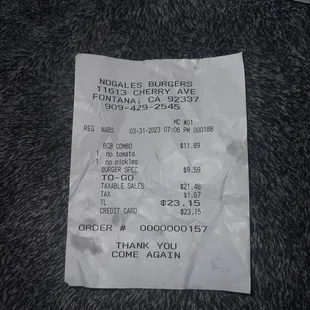 NOGALES BURGERS
11613 CHERRY AVE
FONTANA, CA 92337
909-429-2545
MC #01
REG NABS 03-31-2023 07:06 PM 000188
6CB COMBO $11.89
1 no tomato
1 no pickles
BURGER SPEC $9.59
TO-GO
TAXABLE SALES $21.48
TAX $1.67
TL $23.15
CREDIT CARD $23.15
ORDER # 0000000157
THANK YOU
COME AGAIN